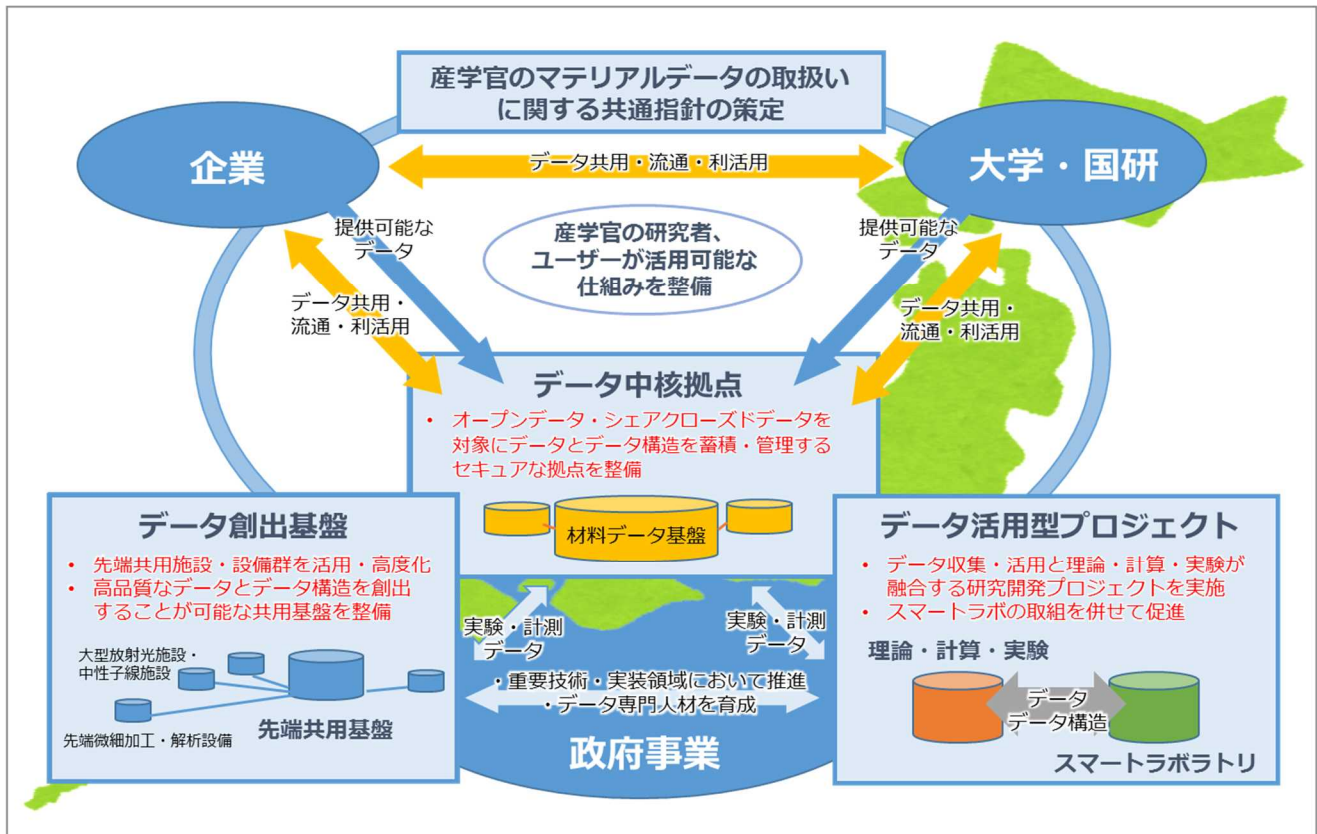 産学官のマテリアルデータの取扱い
に関する共通指針の策定
企業
データ共用・流通・利活用
大学・国研
提供可能な
データ
産学官の研究者、
ユーザーが活用可能な
仕組みを整備
提供可能な
データ
データ共用・
流通・利活用
データ共用・
流通・利活用
データ中核拠点
• オープンデータ・シェアクローズドデータを
対象にデータとデータ構造を蓄積・管理する
セキュアな拠点を整備
材料データ基盤
データ創出基盤
• 先端共用施設・設備群を活用・高度化
• 高品質なデータとデータ構造を創出
することが可能な共用基盤を整備
大型放射光施設・
中性子線施設
先端微細加工・解析設備
先端共用基盤
実験・計測
データ
実験・計測
データ
・重要技術・実装領域において推進
・データ専門人材を育成
政府事業
データ活用型プロジェクト
• データ収集・活用と理論・計算・実験が
融合する研究開発プロジェクトを実施
• スマートラボの取組を併せて促進
理論・計算・実験
データ
データ構造
スマートラボラトリ